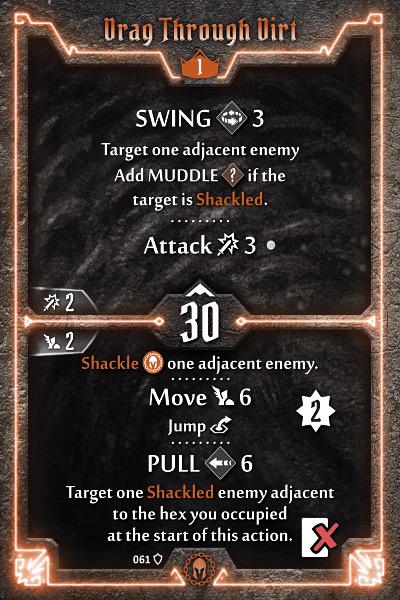 Drag Through Dirt
1
SWING 3
Target one adjacent enemy
Add MUDDLE ? if the
target is Shackled.
Attack 3
2
30
2
Shackle one adjacent enemy.
Move 6
2
Jump
PULL 6
Target one Shackled enemy adjacent
to the hex you occupied
at the start of this action.
061